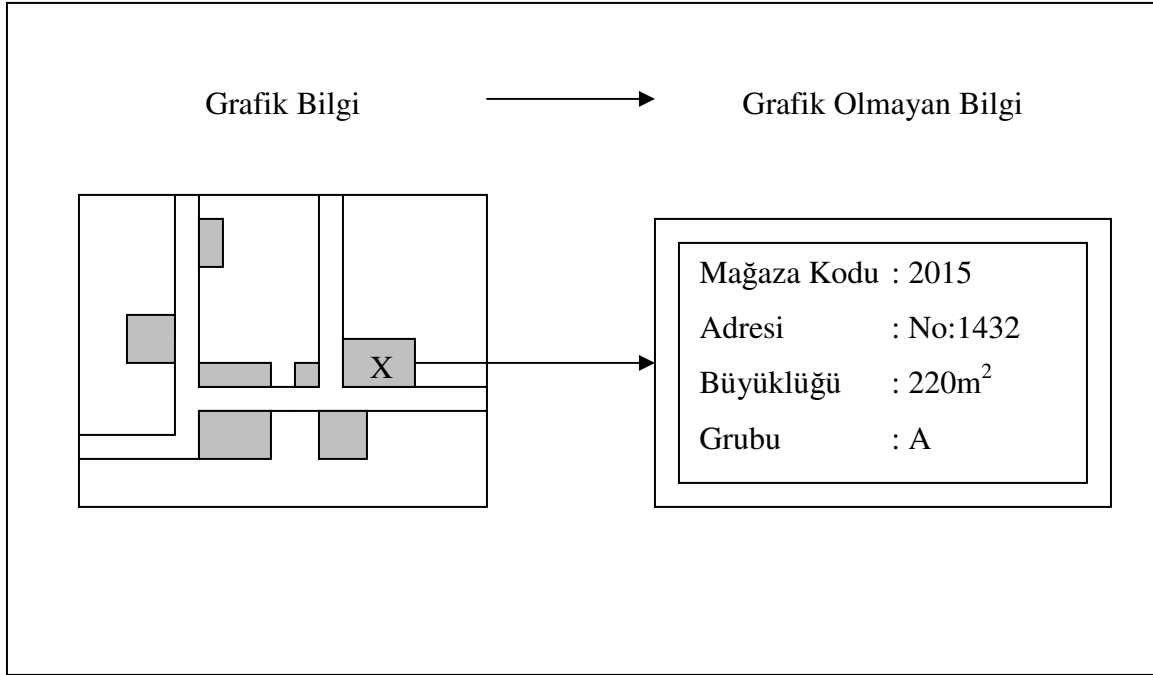 Grafik Bilgi Grafik Olmayan Bilgi
Mağaza Kodu : 2015
Adresi : No:1432
X
Büyüklüğü : 220m²
Grubu : A